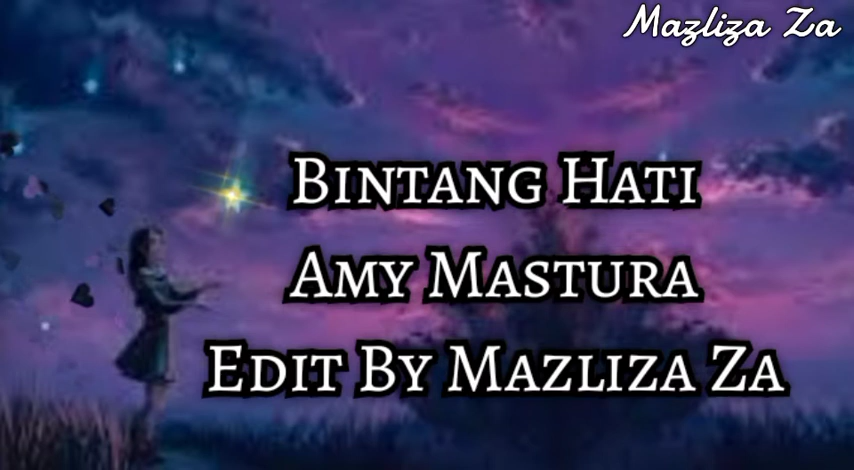 Mazliza Za
Bintang Hati
Amy Mastura
Edit By Mazliza Za